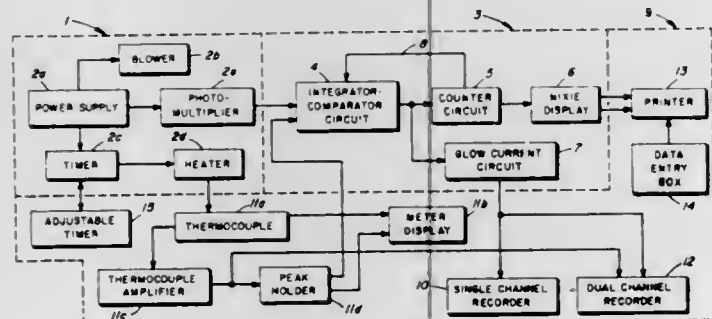 1
3
9
BLOWER
2b
2a
2e
4
8
5
6
13
POWER SUPPLY
PHOTO-
MULTIPLIER
INTEGRATOR-
COMPARATOR
CIRCUIT
COUNTER
CIRCUIT
NIXIE
DISPLAY
PRINTER
2c
2d
TIMER
HEATER
GLOW CURRENT
CIRCUIT
7
DATA
ENTRY
BOX
14
ADJUSTABLE
TIMER
15
11a
THERMOCOUPLE
METER
DISPLAY
11b
THERMOCOUPLE
AMPLIFIER
11c
PEAK
HOLDER
11d
10
SINGLE CHANNEL
RECORDER
12
DUAL CHANNEL
RECORDER